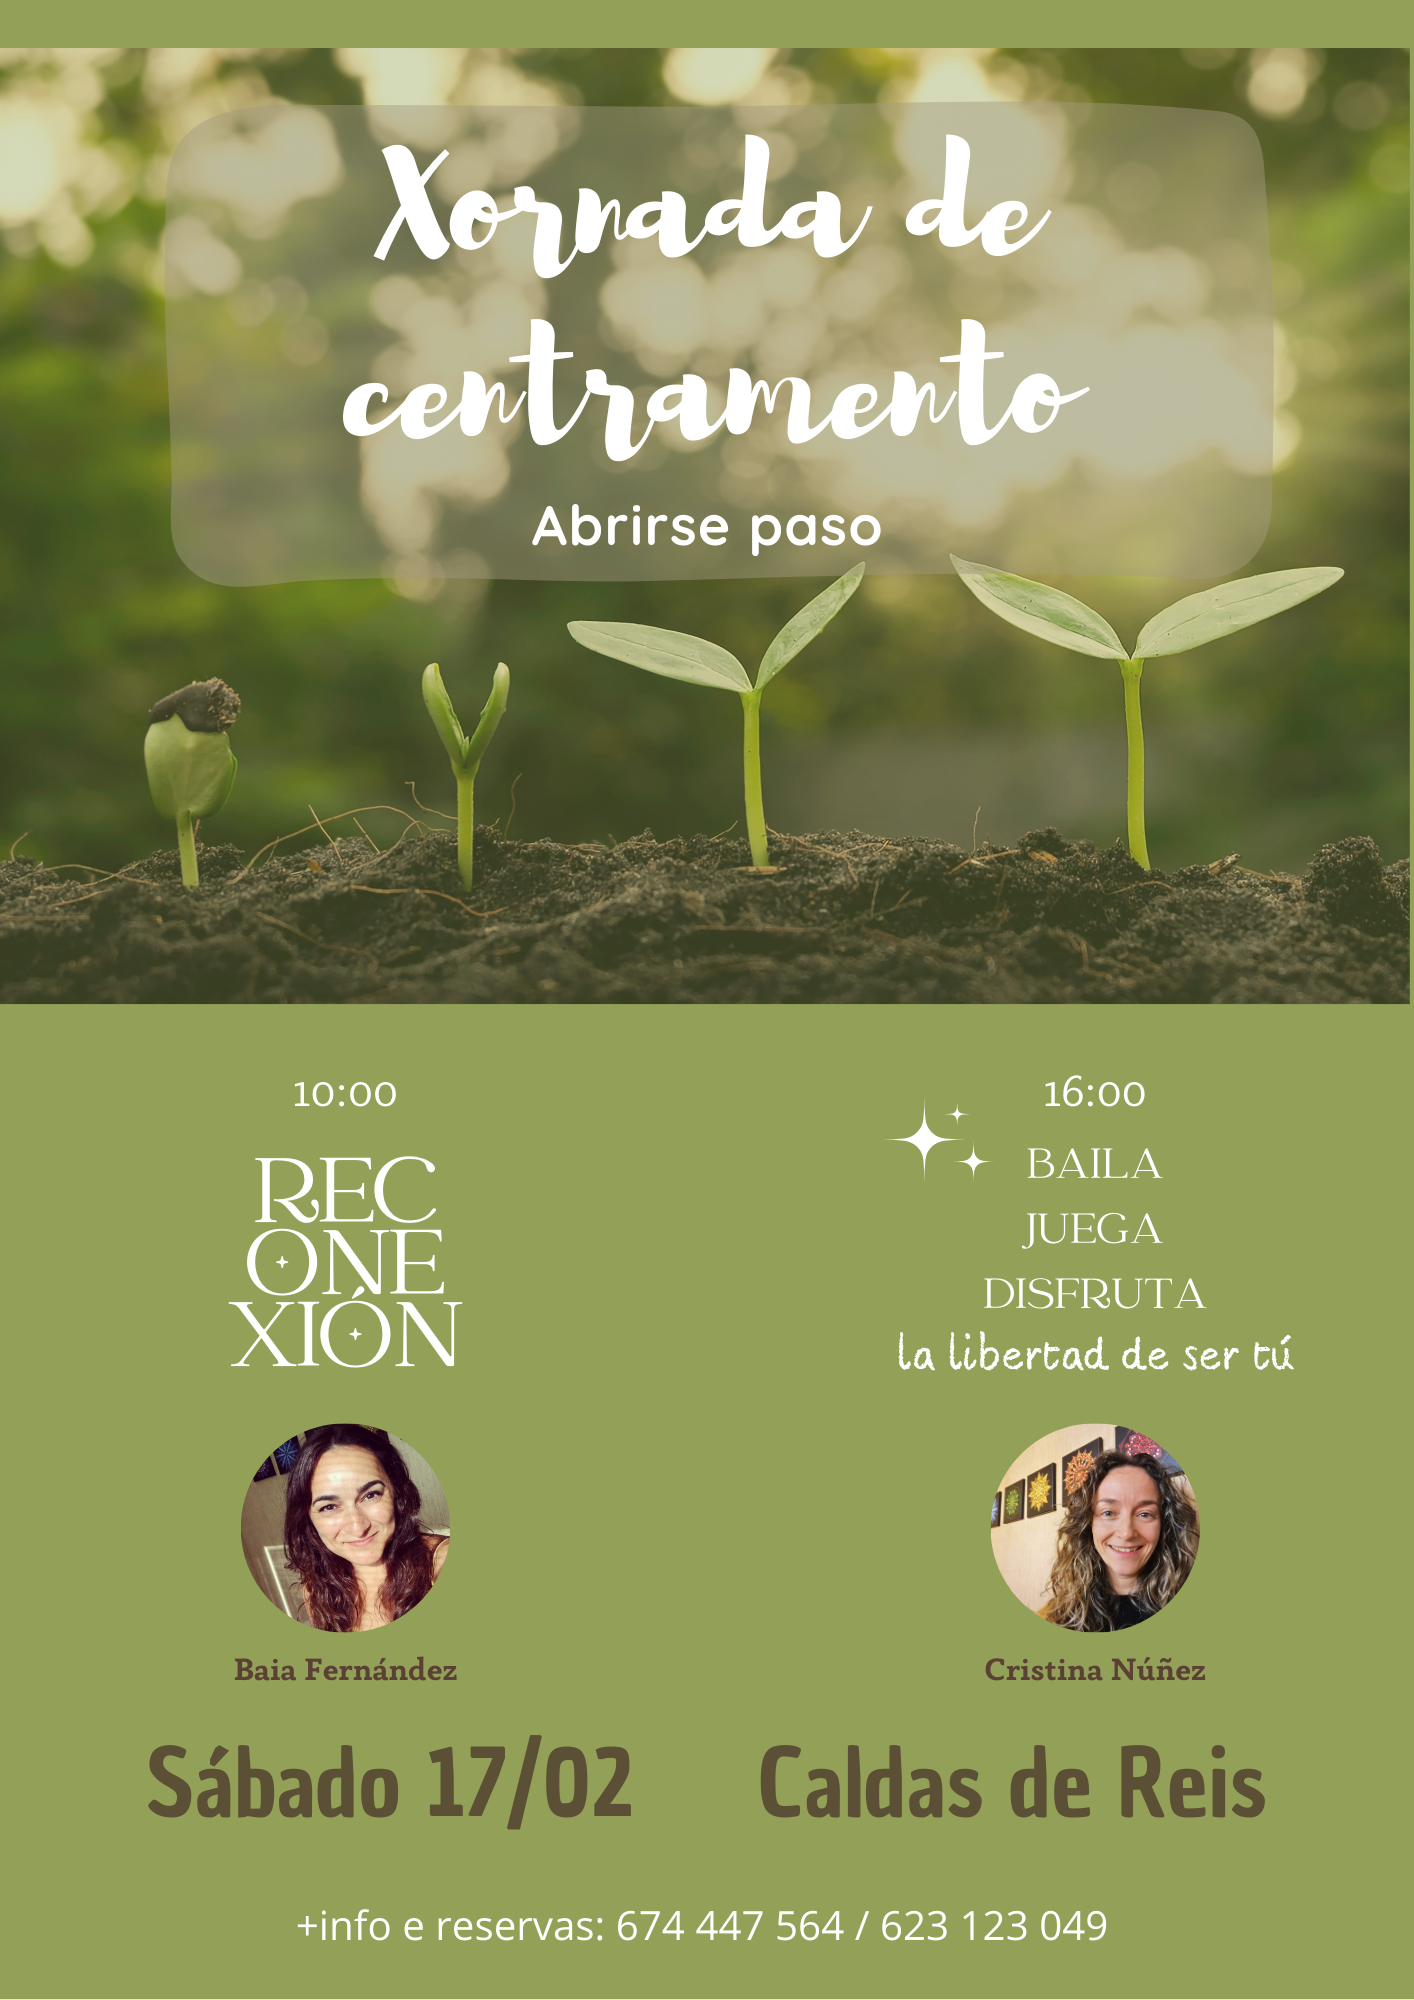 Xornada de
centramento
Abrirse paso
10:00
REC
ONE
XIÓN
Baia Fernández
16:00
BAILA
JUEGA
DISFRUTA
la libertad de ser tú
Cristina Núñez
Sábado 17/02
Caldas de Reis
+info e reservas: 674 447 564 / 623 123 049